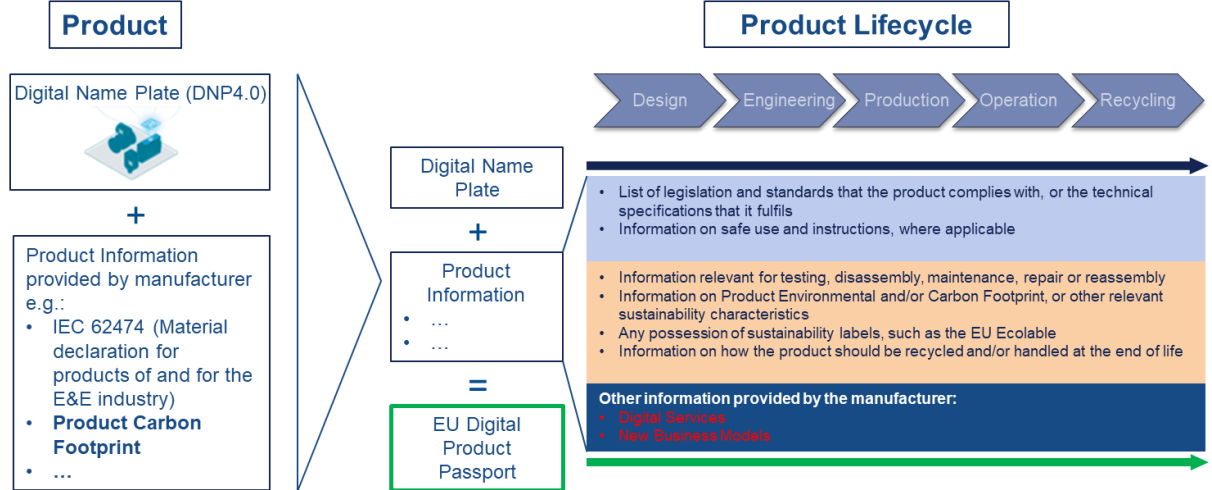 Product
Product Lifecycle
Digital Name Plate (DNP4.0)
+
Product Information
provided by manufacturer
e.g.:
• IEC 62474 (Material
declaration for
products of and for the
E&E industry)
• Product Carbon
Footprint
• …
Digital Name
Plate
+
Product
Information
• …
• …
=
EU Digital
Product
Passport
Design
Engineering
Production
Operation
Recycling
• List of legislation and standards that the product complies with, or the technical
specifications that it fulfils
• Information on safe use and instructions, where applicable
• Information relevant for testing, disassembly, maintenance, repair or reassembly
• Information on Product Environmental and/or Carbon Footprint, or other relevant
sustainability characteristics
• Any possession of sustainability labels, such as the EU Ecolable
• Information on how the product should be recycled and/or handled at the end of life
Other information provided by the manufacturer:
• Digital Services
• New Business Models